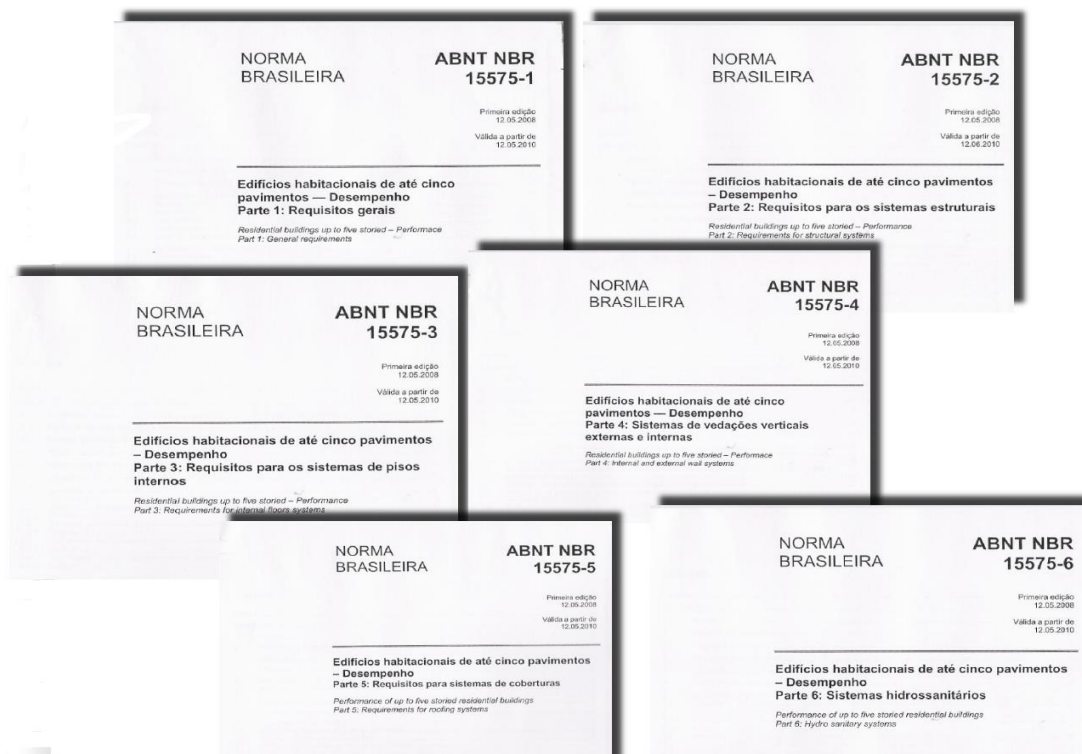 NORMA
BRASILEIRA
ABNT NBR
15575-1
Primeira edição
12.05.2008
Válida a partir de
12.05.2010
Edifícios habitacionais de até cinco
pavimentos — Desempenho
Parte 1: Requisitos gerais
Residential buildings up to five storied – Performace
Part 1: General requirements
NORMA
BRASILEIRA
ABNT NBR
15575-2
Primeira edição
12.05.2008
Válida a partir de
12.06.2010
Edifícios habitacionais de até cinco pavimentos
– Desempenho
Parte 2: Requisitos para os sistemas estruturais
Residential buildings up to five storied – Performance
Part 2: Requirements for structural systems
NORMA
BRASILEIRA
ABNT NBR
15575-3
Primeira edição
12.05.2008
Válida a partir de
12.05.2010
Edifícios habitacionais de até cinco pavimentos
– Desempenho
Parte 3: Requisitos para os sistemas de pisos
internos
Residential buildings up to five storied – Performance
Part 3: Requirements for internal floors systems
NORMA
BRASILEIRA
ABNT NBR
15575-4
Primeira edição
12.05.2008
Válida a partir de
12.05.2010
Edifícios habitacionais de até cinco
pavimentos — Desempenho
Parte 4: Sistemas de vedações verticais
externas e internas
Residential buildings up to five storied – Performace
Part 4: Internal and external wall systems
NORMA
BRASILEIRA
ABNT NBR
15575-5
Primeira edição
12.05.2008
Válida a partir de
12.05.2010
Edifícios habitacionais de até cinco pavimentos
– Desempenho
Parte 5: Requisitos para sistemas de coberturas
Performance of up to five storied residential buildings
Part 5: Requirements for roofing systems
NORMA
BRASILEIRA
ABNT NBR
15575-6
Primeira edição
12.05.2008
Válida a partir de
12.05.2010
Edifícios habitacionais de até cinco pavimentos
– Desempenho
Parte 6: Sistemas hidrossanitários
Performance of up to five storied residential buildings
Part 6: Hydro sanitary systems